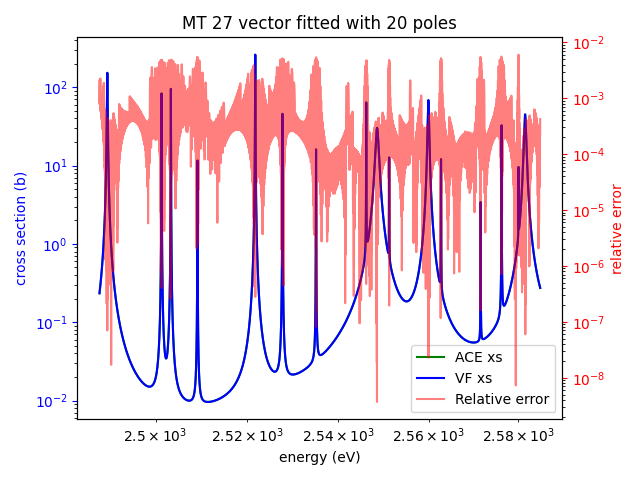 MT 27 vector fitted with 20 poles
cross section (b)
10²
10¹
10⁰
10⁻¹
10⁻²
10⁻²
10⁻³
10⁻⁴
10⁻⁵
10⁻⁶
10⁻⁷
10⁻⁸
relative error
ACE xs
VF xs
Relative error
2.5 × 10³ 2.52 × 10³ 2.54 × 10³ 2.56 × 10³ 2.58 × 10³
energy (eV)